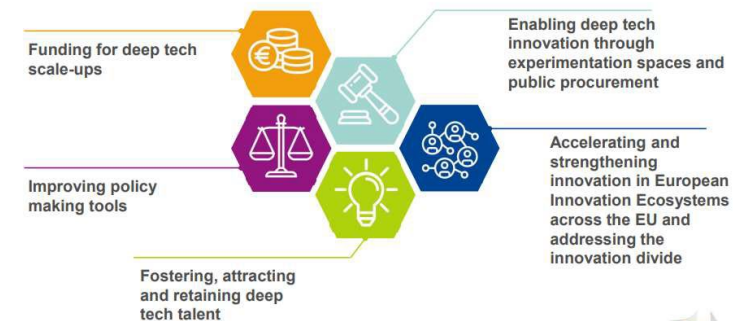 Funding for deep tech
scale-ups
Enabling deep tech
innovation through
experimentation spaces and
public procurement
Improving policy
making tools
Accelerating and
strengthening
innovation in European
Innovation Ecosystems
across the EU and
addressing the
innovation divide
Fostering, attracting
and retaining deep
tech talent